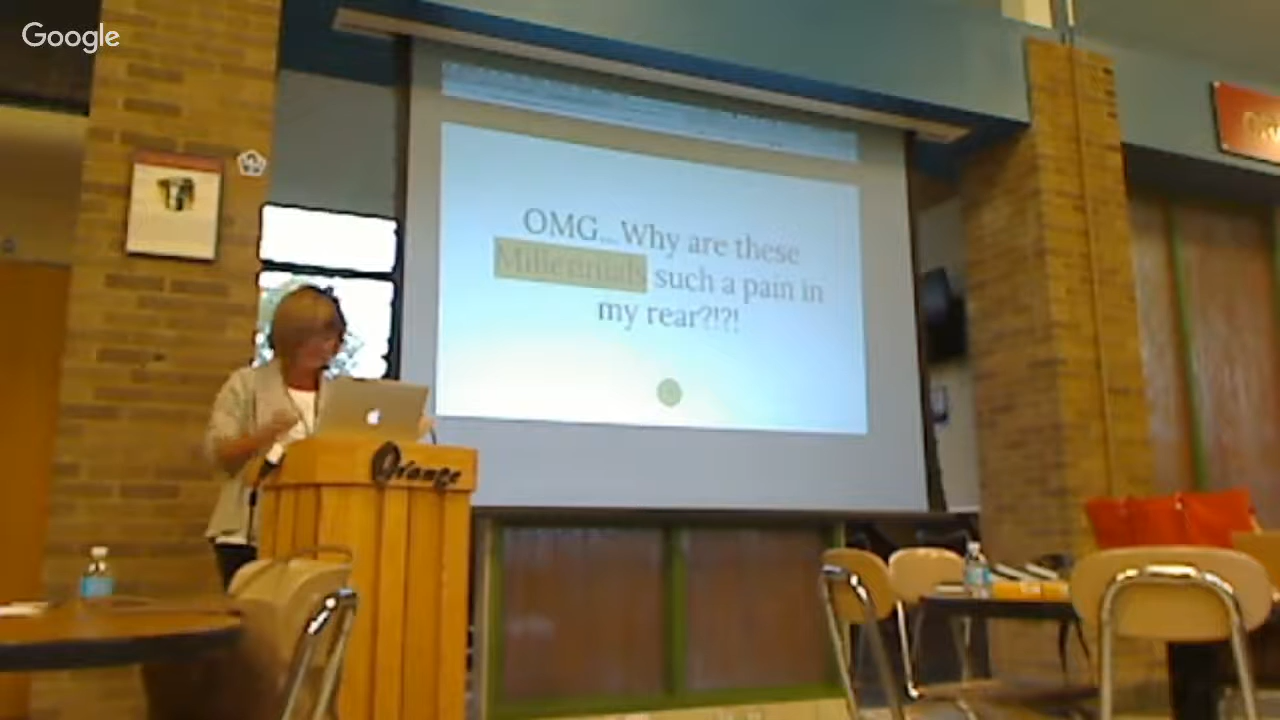 Google
OMG... Why are these
Millennials such a pain in
my rear?!?!
Orange